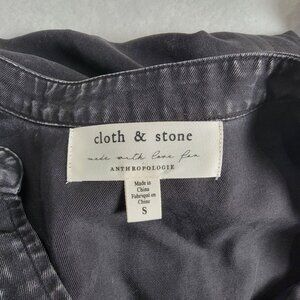 cloth & stone
made with love for
ANTHROPOLOGIE
Made in
China
Fabriqué en
Chine
S